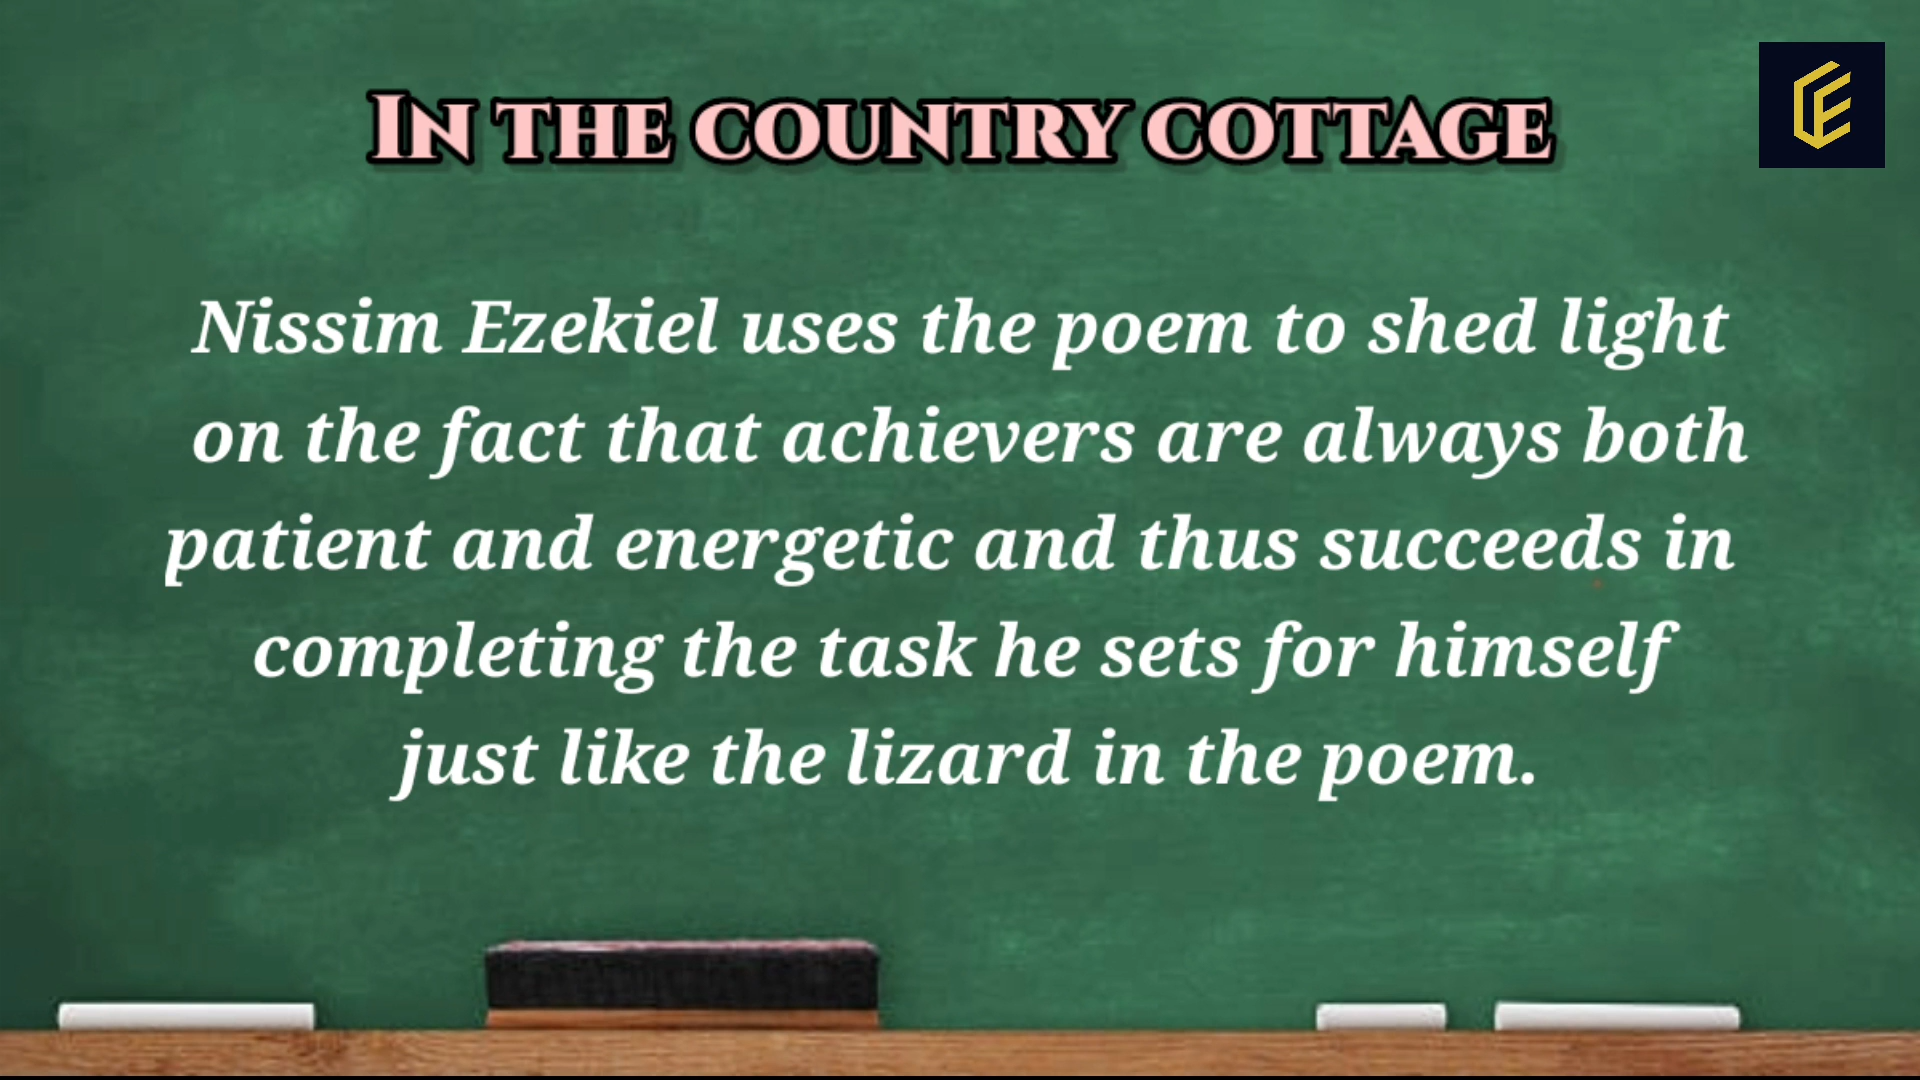 In the country cottage
Nissim Ezekiel uses the poem to shed light
on the fact that achievers are always both
patient and energetic and thus succeeds in
completing the task he sets for himself
just like the lizard in the poem.